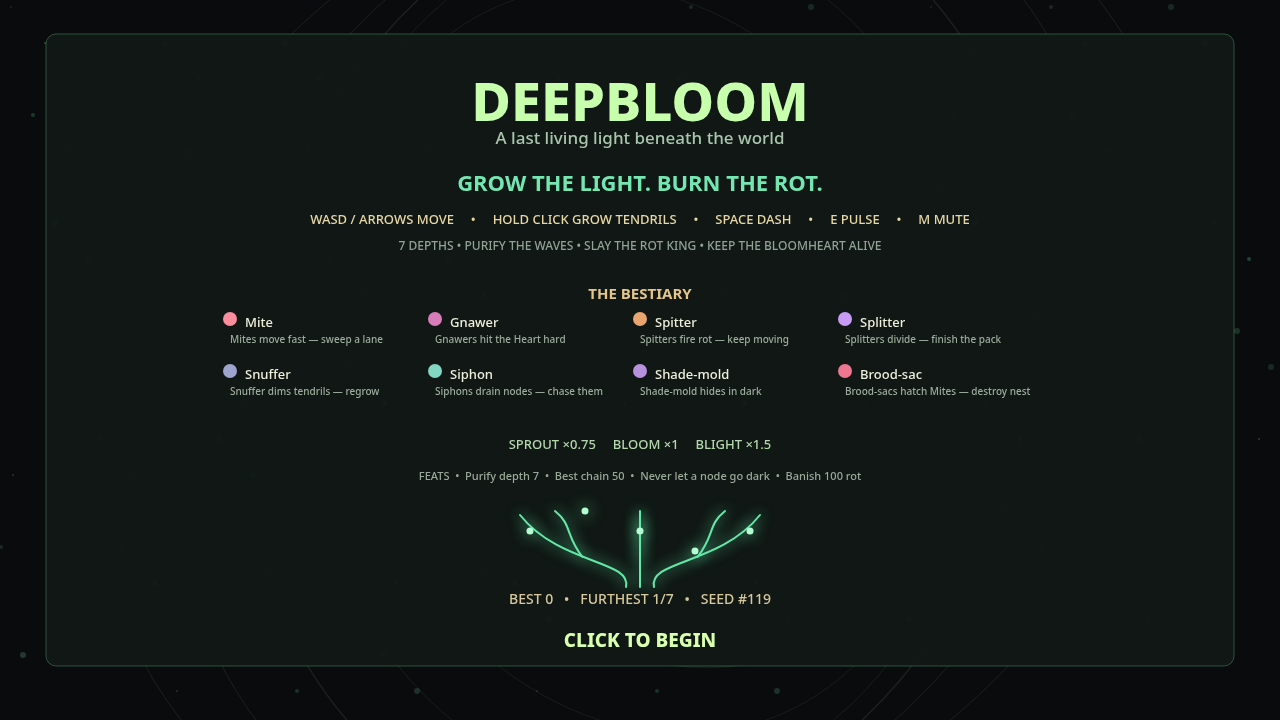 DEEPBLOOM
A last living light beneath the world
GROW THE LIGHT. BURN THE ROT.
WASD / ARROWS MOVE • HOLD CLICK GROW TENDRILS • SPACE DASH • E PULSE • M MUTE
7 DEPTHS • PURIFY THE WAVES • SLAY THE ROT KING • KEEP THE BLOOMHEART ALIVE
THE BESTIARY
Mite Gnawer Spitter Splitter
Mites move fast — sweep a lane Gnawers hit the Heart hard Spitters fire rot — keep moving Splitters divide — finish the pack
Snuffer Siphon Shade-mold Brood-sac
Snuffer dims tendrils — regrow Siphons drain nodes — chase them Shade-mold hides in dark Brood-sacs hatch Mites — destroy nest
SPROUT ×0.75 BLOOM ×1 BLIGHT ×1.5
FEATS • Purify depth 7 • Best chain 50 • Never let a node go dark • Banish 100 rot
BEST 0 • FURTHEST 1/7 • SEED #119
CLICK TO BEGIN